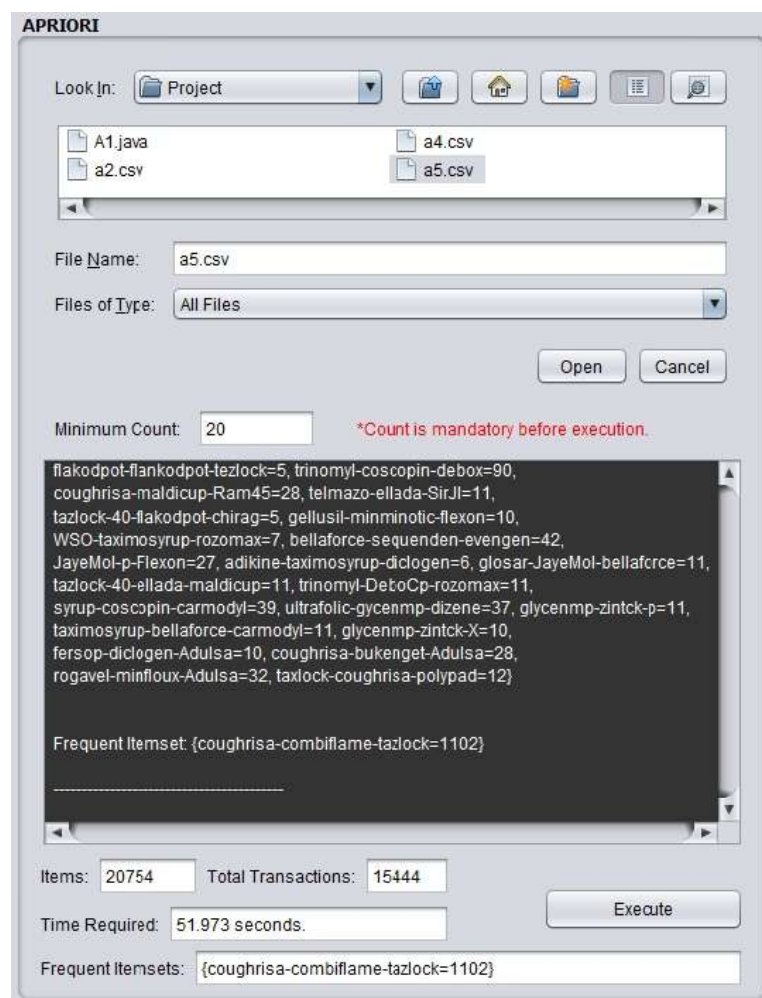 APRIORI
Look In: Project
A1.java a4.csv
a2.csv a5.csv
File Name: a5.csv
Files of Type: All Files
Open Cancel
Minimum Count: 20 *Count is mandatory before execution.
flakodpot-flankodpot-tezlock=5, trinomyl-coscopin-debox=90,
coughrisa-maldicup-Ram45=28, telmazo-ellada-SirJI=11,
tazlock-40-flakodpot-chirag=5, gellusil-minminotic-flexon=10,
WSO-taximosyrup-rozomax=7, bellaforce-sequenden-evengen=42,
JayeMol-p-Flexon=27, adikine-taximosyrup-diclogen=6, glosar-JayeMol-bellaforce=11,
tazlock-40-ellada-maldicup=11, trinomyl-DeboCp-rozomax=11,
syrup-coscopin-carmodyl=39, ultrafolic-gycenmp-dizene=37, glycenmp-zintck-p=11,
taximosyrup-bellaforce-carmodyl=11, glycenmp-zintck-X=10,
fersop-diclogen-Adulsa=10, coughrisa-bukenget-Adulsa=28,
rogavel-minfloux-Adulsa=32, taxlock-coughrisa-polypad=12}
Frequent Itemset: {coughrisa-combiflame-tazlock=1102}
----------------------------------------
Items: 20754 Total Transactions: 15444
Time Required: 51.973 seconds.
Execute
Frequent Itemsets: {coughrisa-combiflame-tazlock=1102}